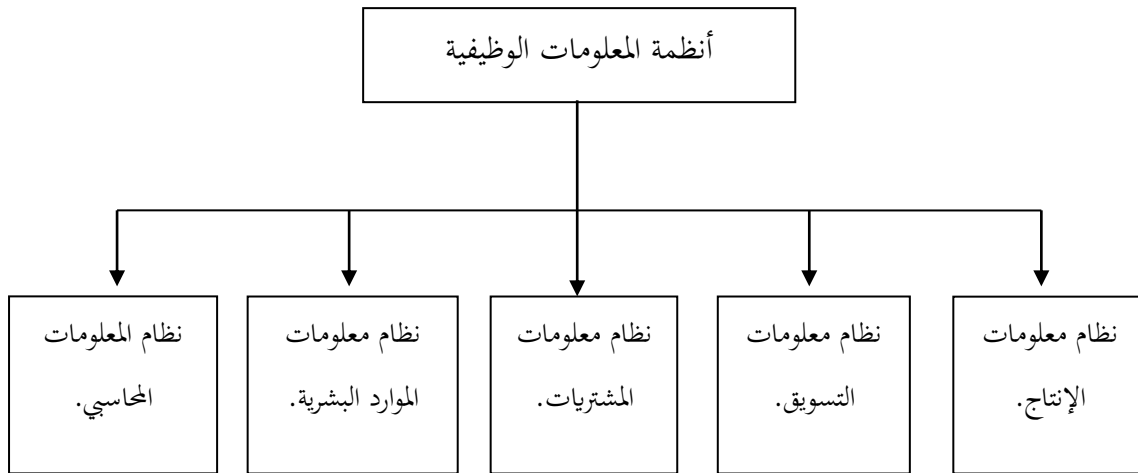 أنظمة المعلومات الوظيفية
نظام معلومات
الإنتاج.
نظام معلومات
التسويق.
نظام معلومات
المشتريات.
نظام معلومات
الموارد البشرية.
نظام المعلومات
المحاسبي.